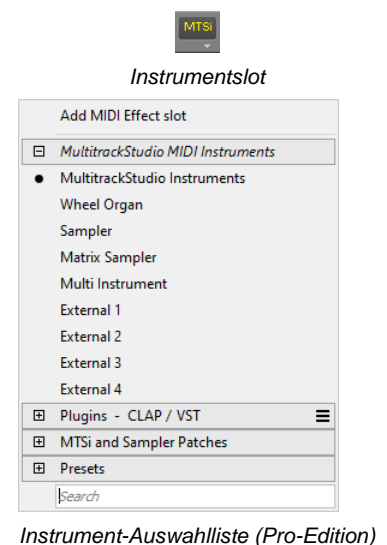 MTSi
Instrumentslot
Add MIDI Effect slot
MultitrackStudio MIDI Instruments
MultitrackStudio Instruments
Wheel Organ
Sampler
Matrix Sampler
Multi Instrument
External 1
External 2
External 3
External 4
Plugins - CLAP / VST
MTSi and Sampler Patches
Presets
Search
Instrument-Auswahlliste (Pro-Edition)